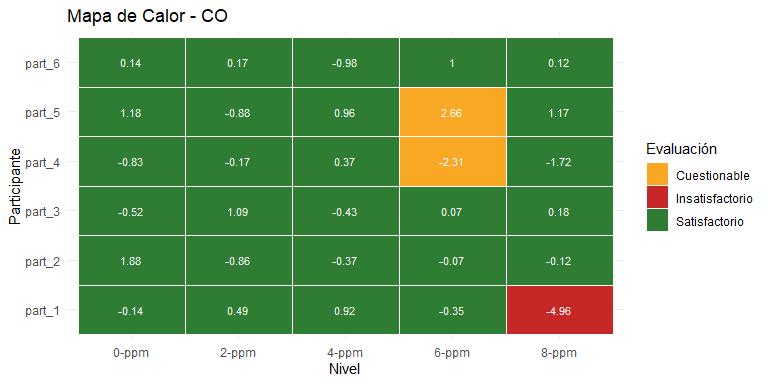 Mapa de Calor - CO
Participante
part_6 0.14 0.17 -0.98 1 0.12
part_5 1.18 -0.88 0.96 2.66 1.17
part_4 -0.83 -0.17 0.37 -2.31 -1.72
part_3 -0.52 1.09 -0.43 0.07 0.18
part_2 1.88 -0.86 -0.37 -0.07 -0.12
part_1 -0.14 0.49 0.92 -0.35 -4.96
0-ppm 2-ppm 4-ppm 6-ppm 8-ppm
Nivel
Evaluación
Cuestionable
Insatisfactorio
Satisfactorio